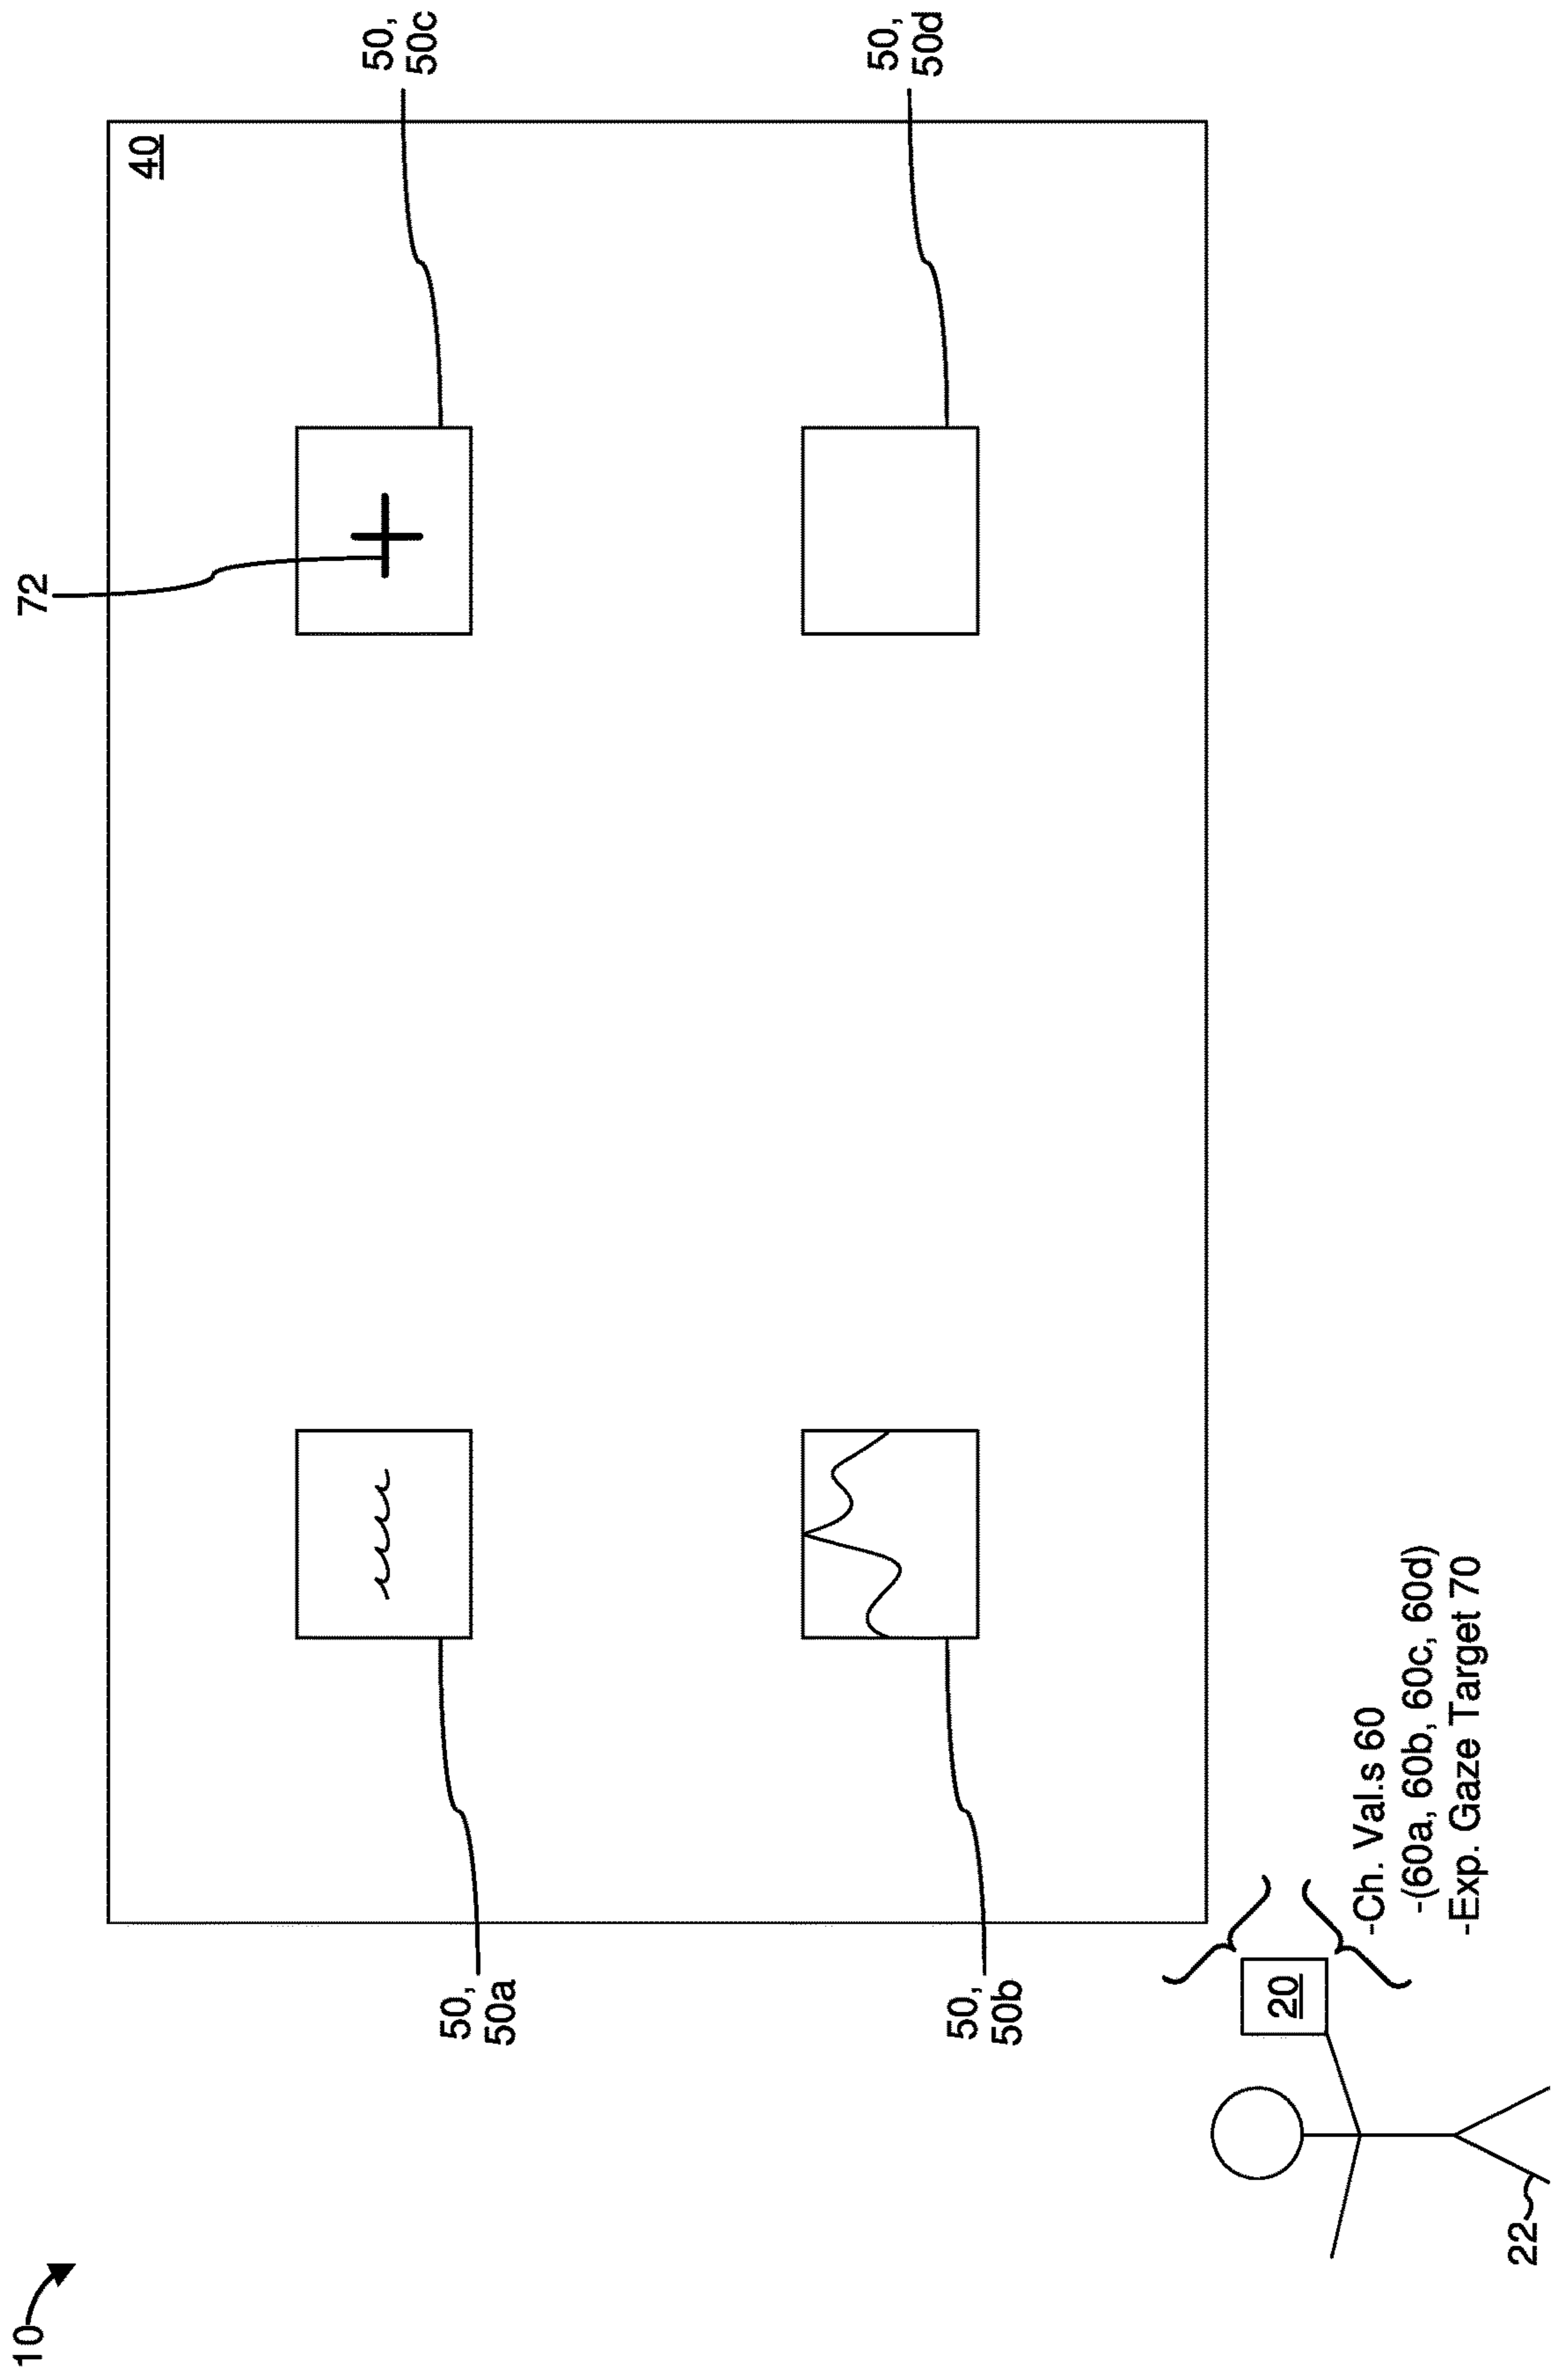 10
72
40
50,
50a
50,
50c
50,
50b
50,
50d
20
22
-Ch. Val.s 60
-(60a, 60b, 60c, 60d)
-Exp. Gaze Target 70